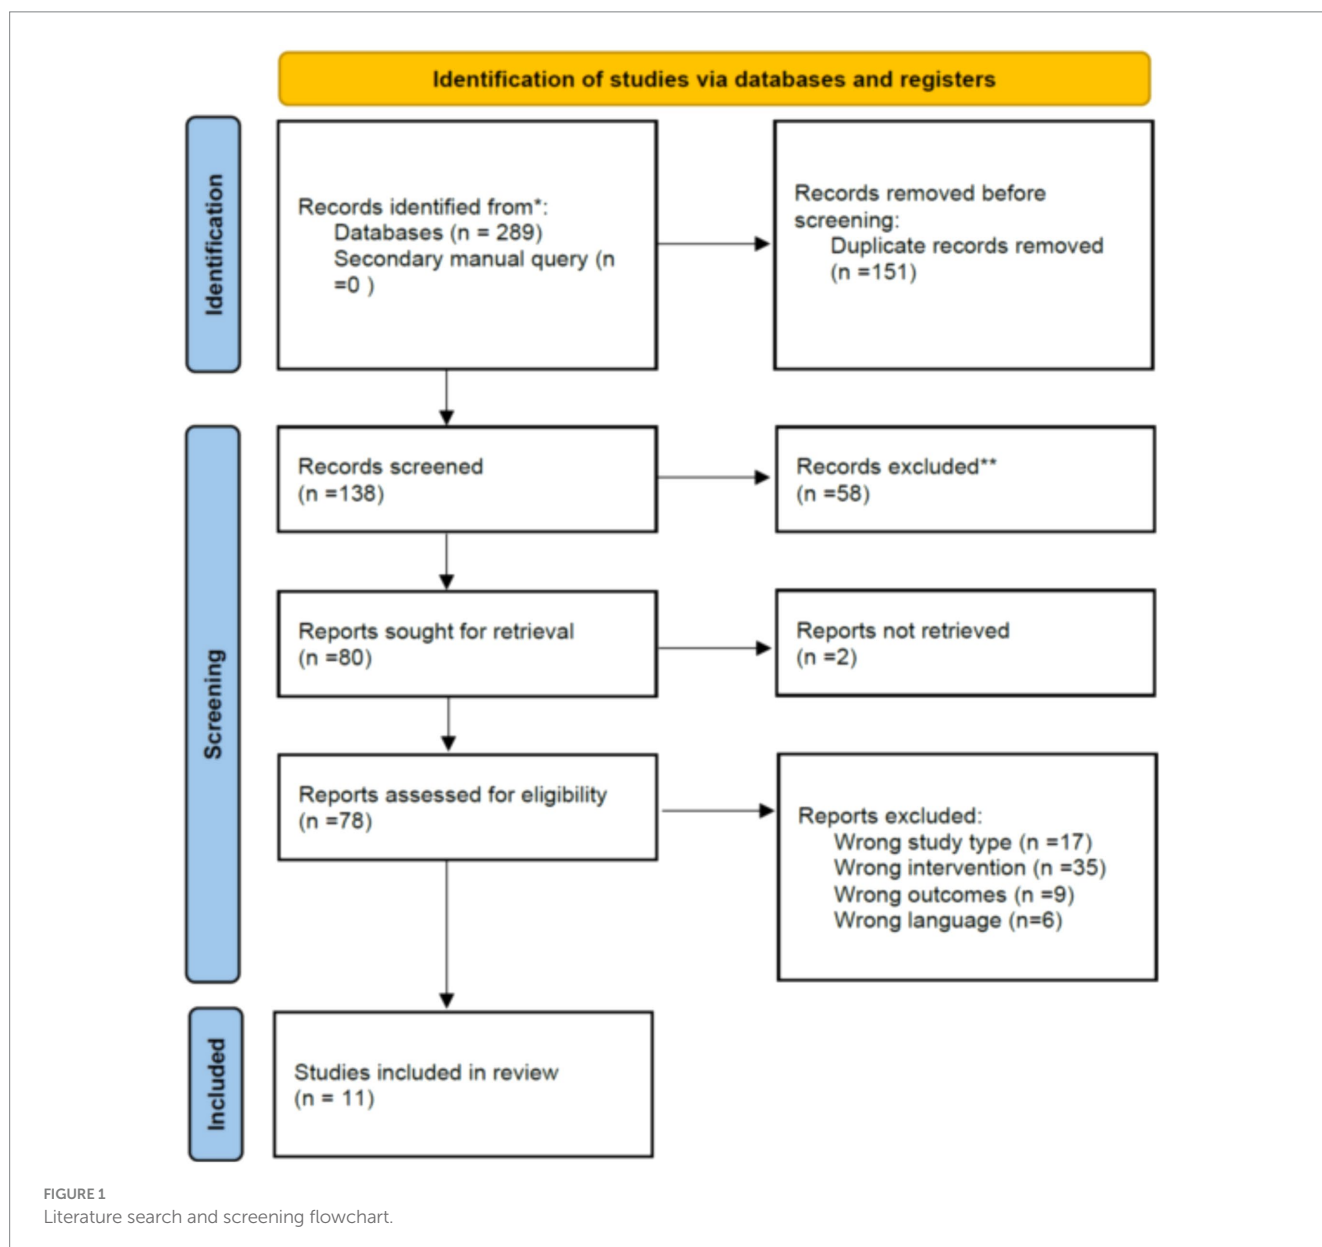 Identification of studies via databases and registers
Identification
Records identified from*:
Databases (n = 289)
Secondary manual query (n
=0 )
Records removed before
screening:
Duplicate records removed
(n =151)
Screening
Records screened
(n =138)
Records excluded**
(n =58)
Reports sought for retrieval
(n =80)
Reports not retrieved
(n =2)
Reports assessed for eligibility
(n =78)
Reports excluded:
Wrong study type (n =17)
Wrong intervention (n =35)
Wrong outcomes (n =9)
Wrong language (n=6)
Included
Studies included in review
(n = 11)
FIGURE 1
Literature search and screening flowchart.